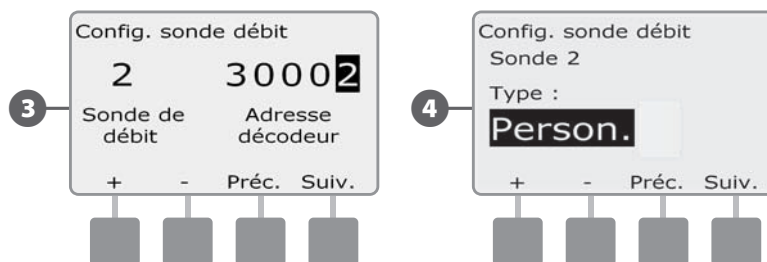 3
Config. sonde débit
2 30002
Sonde de débit
Adresse décodeur
+ - Préc. Suiv.
4
Config. sonde débit
Sonde 2
Type :
Person.
+ - Préc. Suiv.